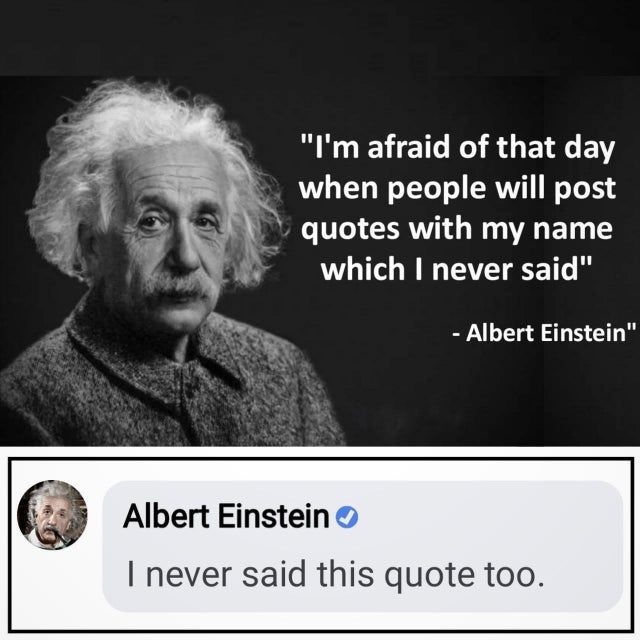 "I'm afraid of that day
when people will post
quotes with my name
which I never said"
- Albert Einstein"
Albert Einstein
I never said this quote too.